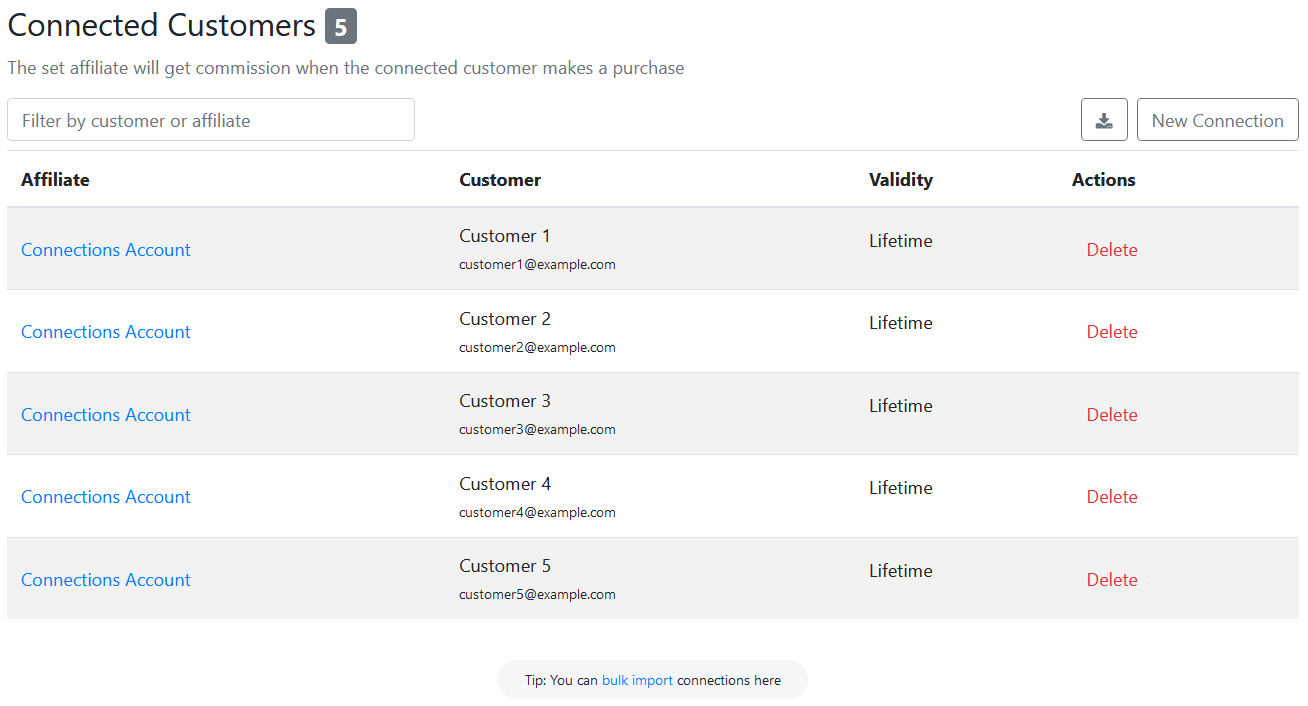 Connected Customers 5
The set affiliate will get commission when the connected customer makes a purchase
Filter by customer or affiliate
New Connection
Affiliate Customer Validity Actions
Connections Account Customer 1 Lifetime Delete
customer1@example.com
Connections Account Customer 2 Lifetime Delete
customer2@example.com
Connections Account Customer 3 Lifetime Delete
customer3@example.com
Connections Account Customer 4 Lifetime Delete
customer4@example.com
Connections Account Customer 5 Lifetime Delete
customer5@example.com
Tip: You can bulk import connections here